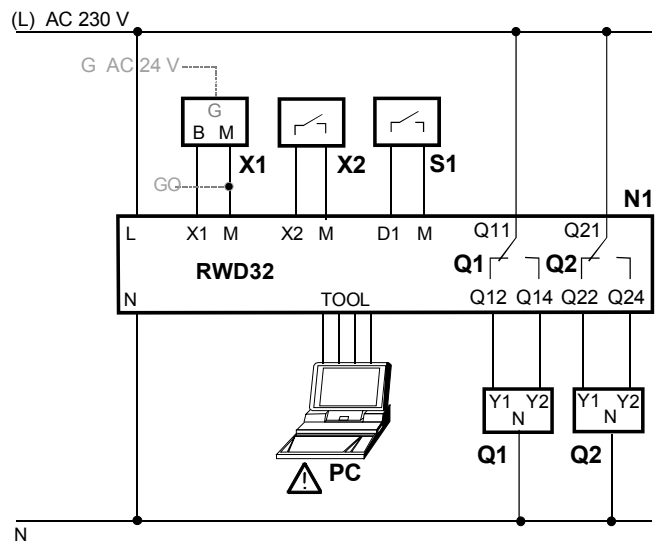 (L) AC 230 V
G AC 24 V
G
B M
X1
X2
S1
GO
N1
L X1 M X2 M D1 M Q11 Q21
RWD32
Q1 Q2
N TOOL Q12 Q14 Q22 Q24
Y1 Y2 Y1 Y2
N N
Q1 Q2
PC
N